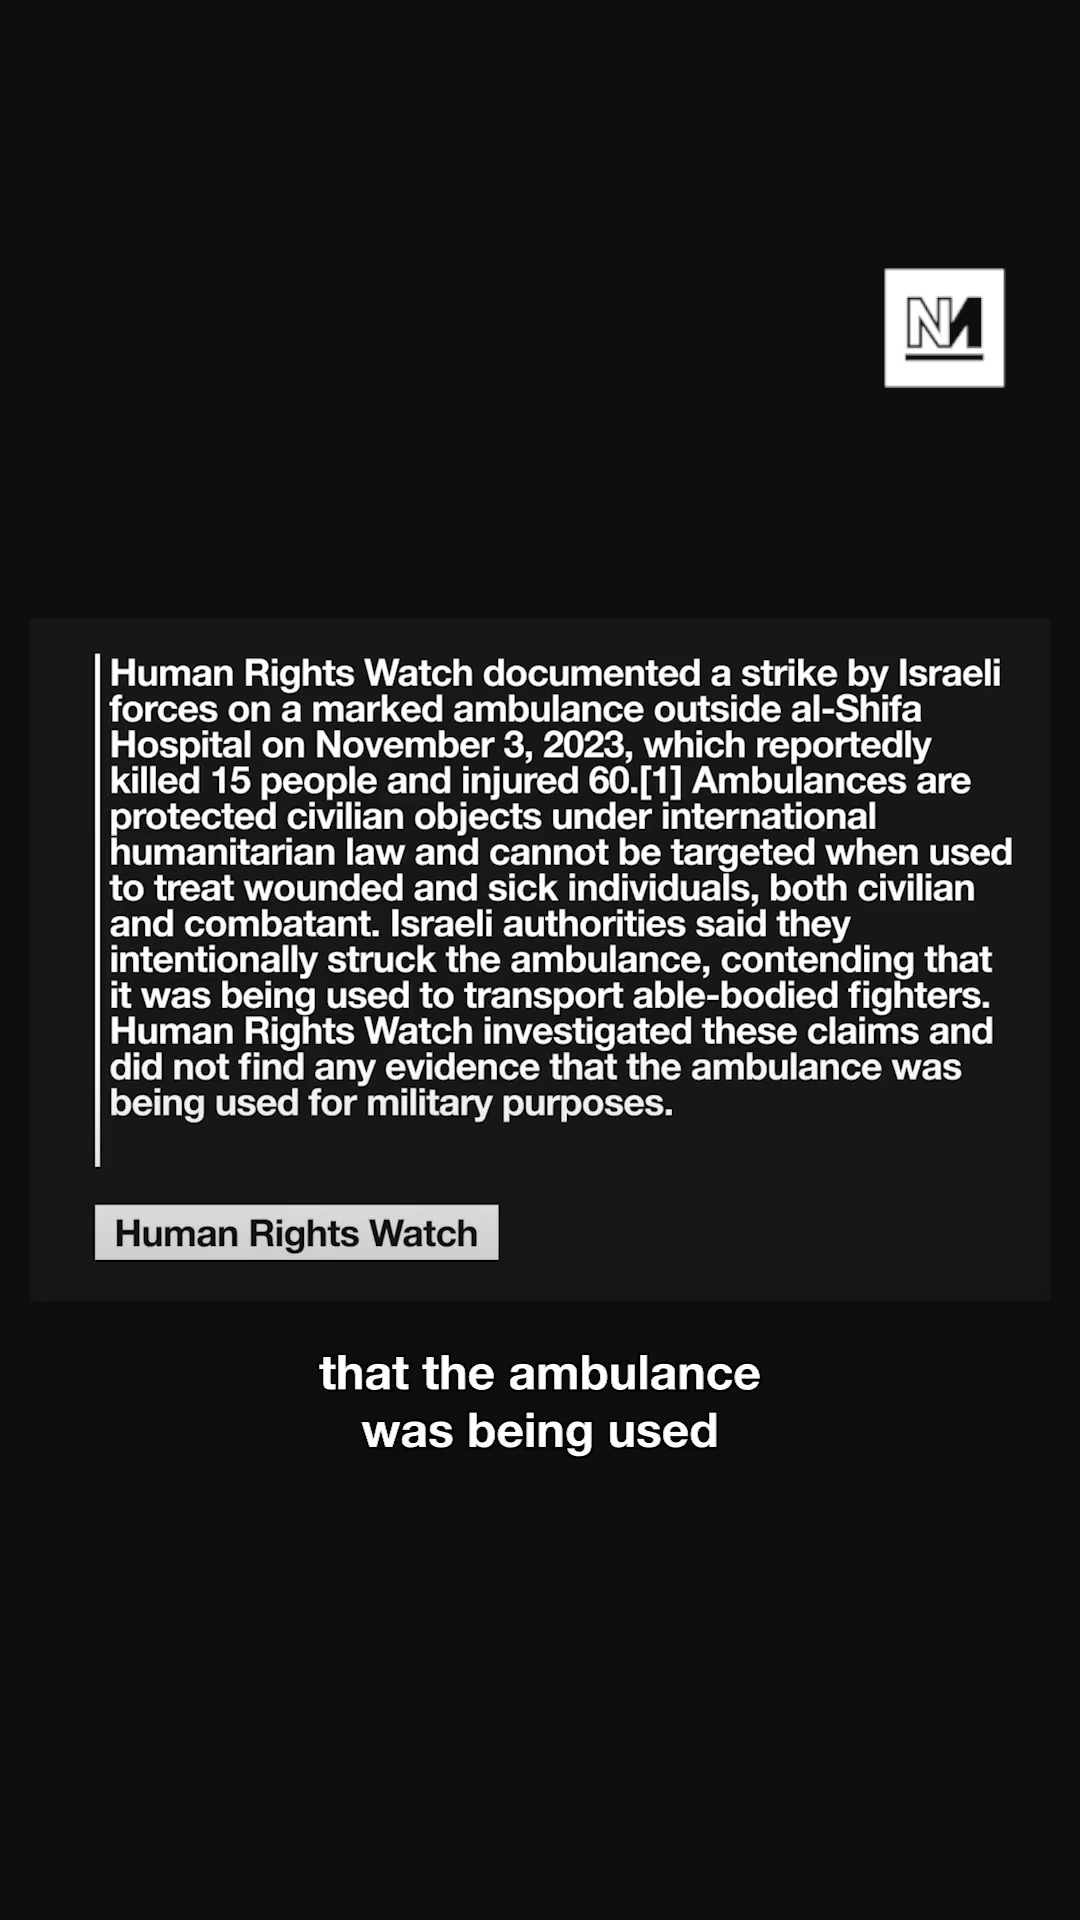 NM
Human Rights Watch documented a strike by Israeli
forces on a marked ambulance outside al-Shifa
Hospital on November 3, 2023, which reportedly
killed 15 people and injured 60.[1] Ambulances are
protected civilian objects under international
humanitarian law and cannot be targeted when used
to treat wounded and sick individuals, both civilian
and combatant. Israeli authorities said they
intentionally struck the ambulance, contending that
it was being used to transport able-bodied fighters.
Human Rights Watch investigated these claims and
did not find any evidence that the ambulance was
being used for military purposes.
Human Rights Watch
that the ambulance
was being used